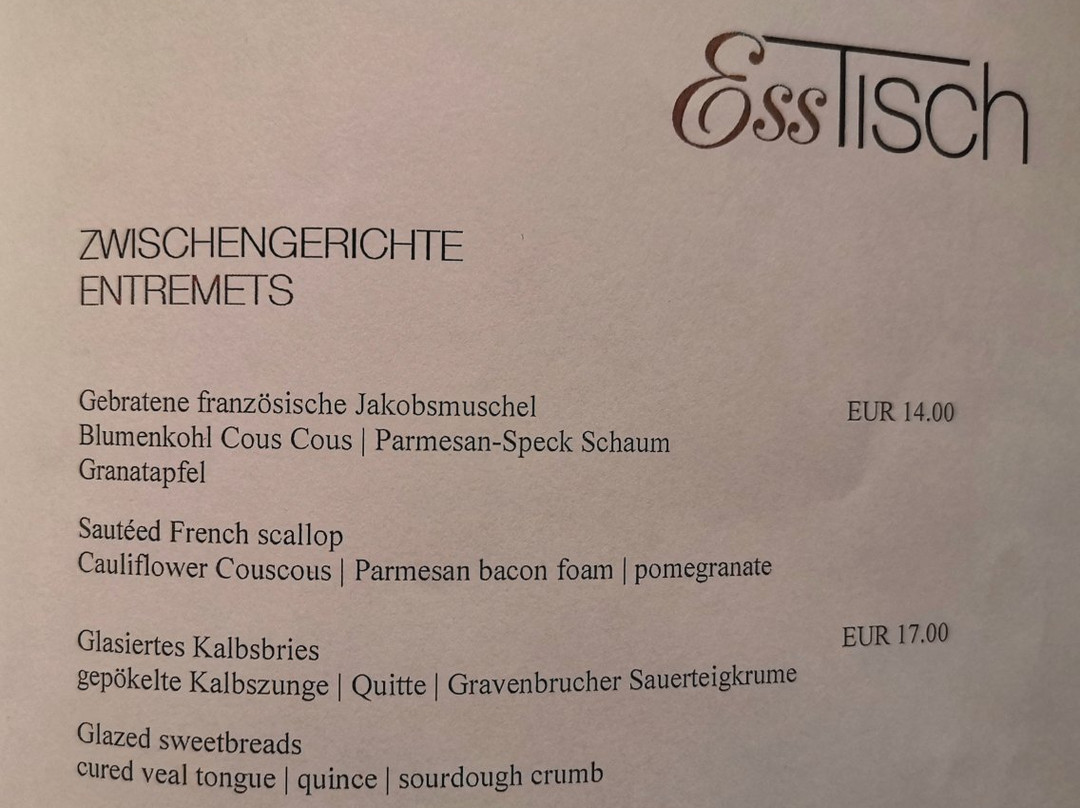 EssTisch
ZWISCHENGERICHTE
ENTREMETS
Gebratene französische Jakobsmuschel EUR 14.00
Blumenkohl Cous Cous | Parmesan-Speck Schaum
Granatapfel
Sautéed French scallop
Cauliflower Couscous | Parmesan bacon foam | pomegranate
Glasiertes Kalbsbries EUR 17.00
gepökelte Kalbszunge | Quitte | Gravenbrucher Sauerteigkrume
Glazed sweetbreads
cured veal tongue | quince | sourdough crumb